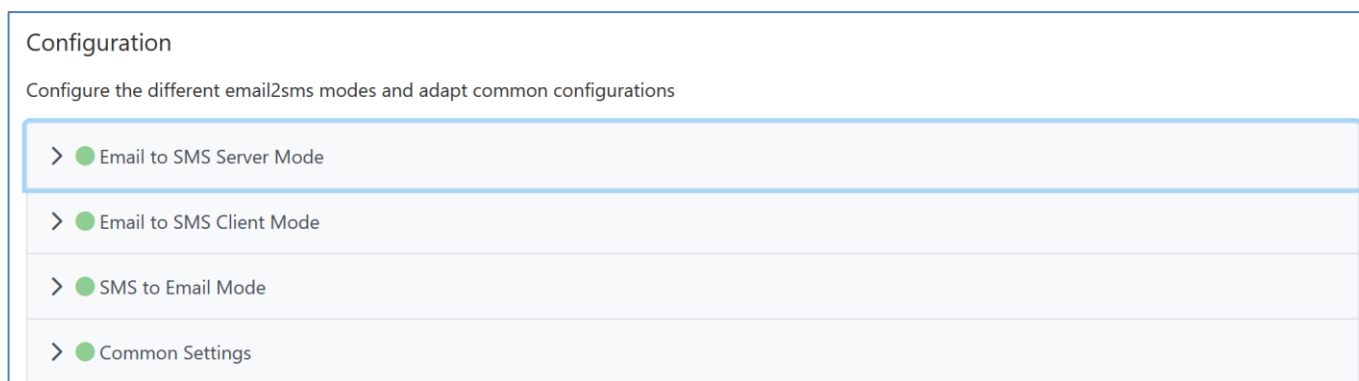 Configuration
Configure the different email2sms modes and adapt common configurations
Email to SMS Server Mode
Email to SMS Client Mode
SMS to Email Mode
Common Settings